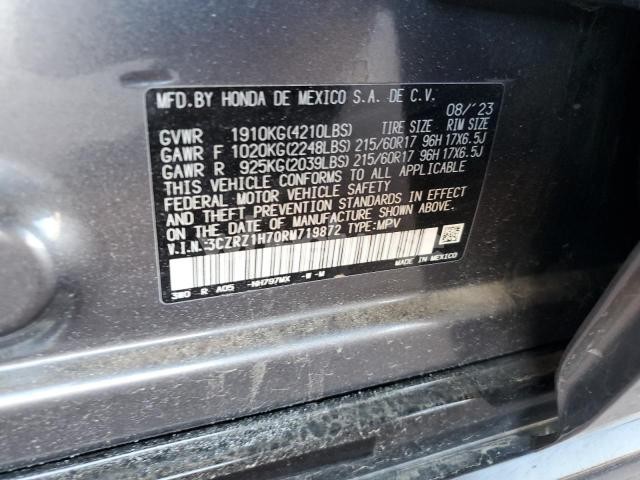 MFD.BY HONDA DE MEXICO S.A. DE C.V.
08/'23
GVWR 1910KG(4210LBS) TIRE SIZE RIM SIZE
GAWR F 1020KG(2248LBS) 215/60R17 96H 17X6.5J
GAWR R 925KG(2039LBS) 215/60R17 96H 17X6.5J
THIS VEHICLE CONFORMS TO ALL APPLICABLE
FEDERAL MOTOR VEHICLE SAFETY
AND THEFT PREVENTION STANDARDS IN EFFECT
ON THE DATE OF MANUFACTURE SHOWN ABOVE.
V.I.N.:3CZRZ1H70RM719872 TYPE:MPV
3W0 R A05 -NH797MX -W-M MADE IN MEXICO